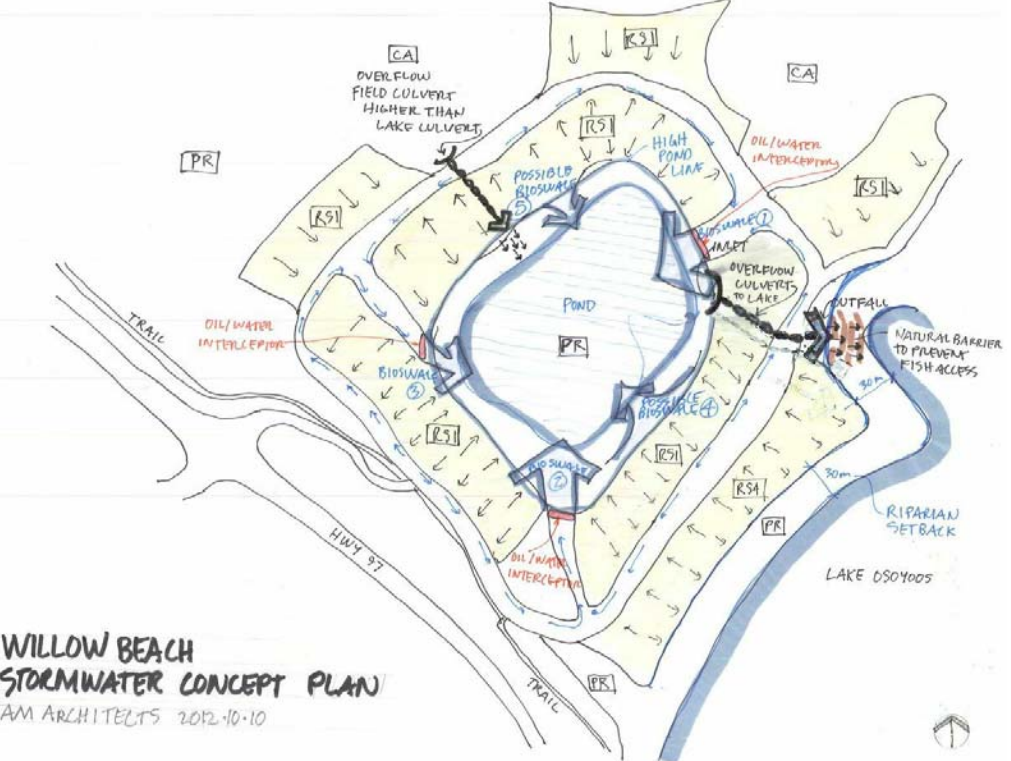 RS1
CA
CA
OVERFLOW
FIELD CULVERT
HIGHER THAN
LAKE CULVERT
RS1
OIL/WATER
INTERCEPTOR
HIGH
POND
LINE
PR
POSSIBLE
BIOSWALE
5
RS1
RS1
BIOSWALE 1
INLET
OVERFLOW
CULVERT
TO LAKE
OUTFALL
POND
TRAIL
OIL/WATER
INTERCEPTOR
NATURAL BARRIER
TO PREVENT
FISH ACCESS
PR
BIOSWALE
3
30m
POSSIBLE
BIOSWALE 4
RS1
RS1
BIOSWALE
2
30m
RS1
RIPARIAN
SETBACK
PR
HWY 97
OIL/WATER
INTERCEPTOR
LAKE OSOYOOS
WILLOW BEACH
STORMWATER CONCEPT PLAN
AM ARCHITECTS 2012.10.10
TRAIL
PR